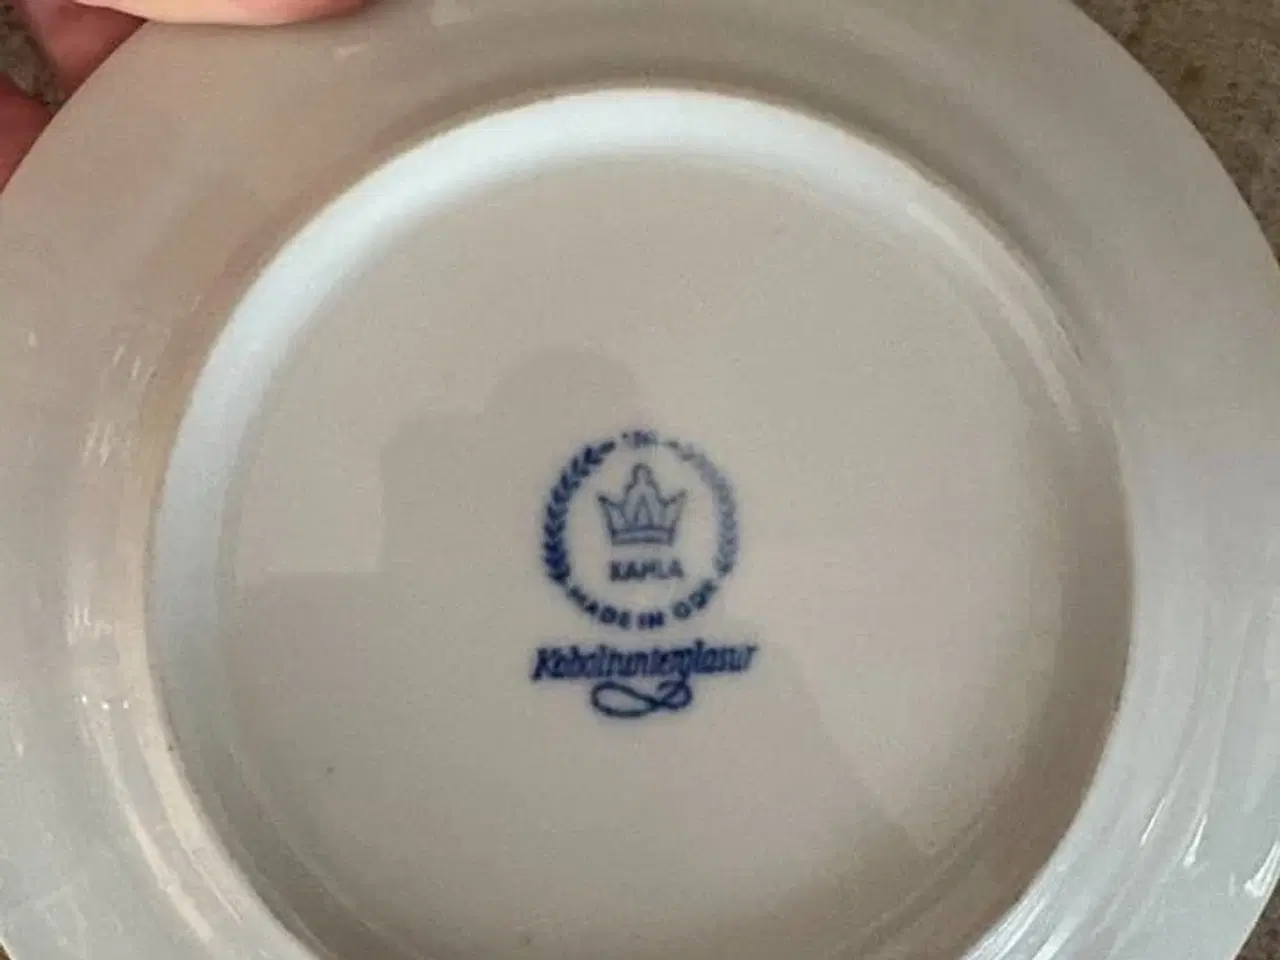 KAHLA
MADE IN GDR
Kobaltunterglasur